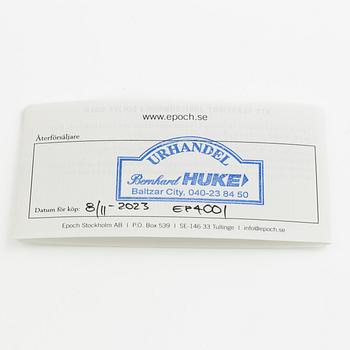 www.epoch.se
Återförsäljare
URHANDEL
Bernhard HUKE
Baltzar City, 040-23 84 50
Datum för köp: 8/11-2023 EP4001
Epoch Stockholm AB | P.O. Box 539 | SE-146 33 Tullinge | info@epoch.se